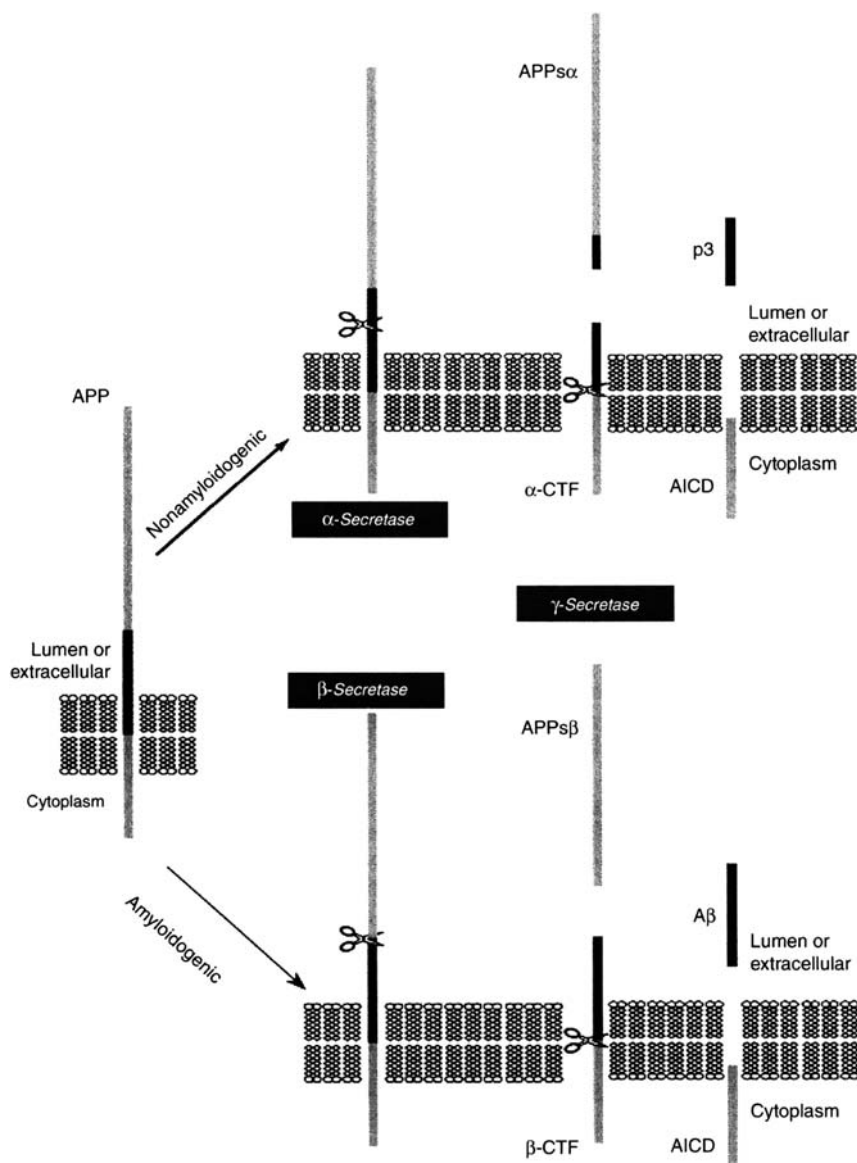 APPsα
p3
Lumen or
extracellular
APP
Nonamyloidogenic
Cytoplasm
α-CTF
AICD
α-Secretase
γ-Secretase
Lumen or
extracellular
β-Secretase
APPsβ
Cytoplasm
Amyloidogenic
Aβ
Lumen or
extracellular
Cytoplasm
β-CTF
AICD